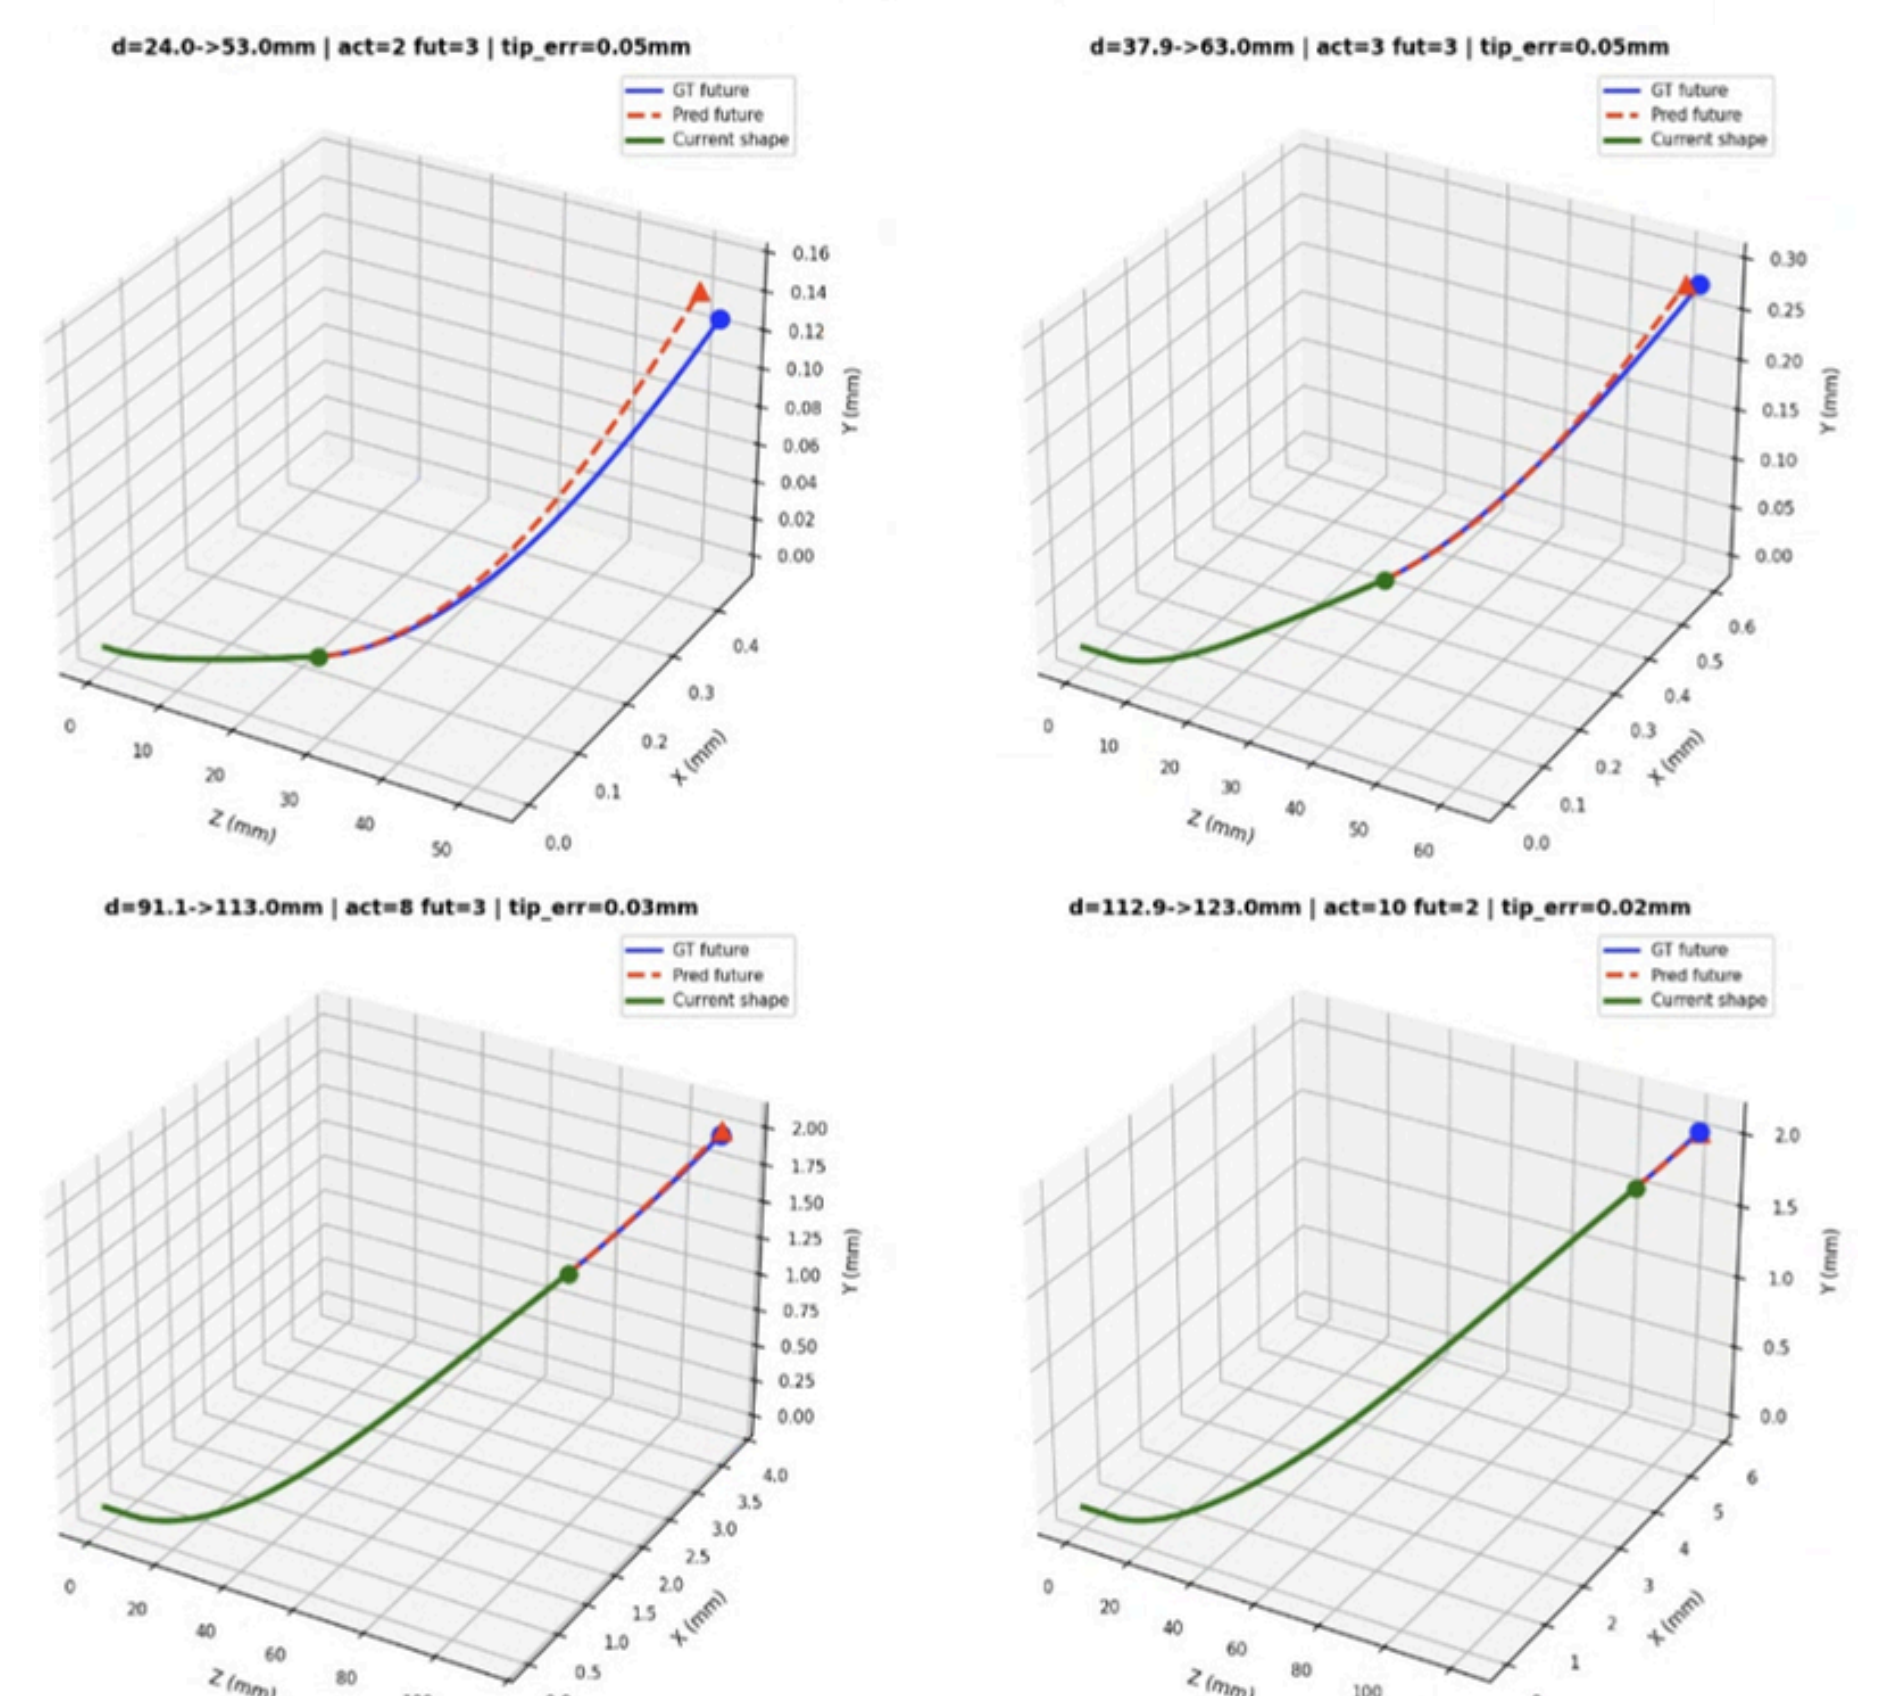 d=24.0->53.0mm | act=2 fut=3 | tip_err=0.05mm
GT future
Pred future
Current shape
0.16
0.14
0.12
0.10
0.08
0.06
0.04
0.02
0.00
Y (mm)
0.4
0.3
0.2
0.1
0.0
X (mm)
0
10
20
30
40
50
Z (mm)
d=37.9->63.0mm | act=3 fut=3 | tip_err=0.05mm
GT future
Pred future
Current shape
0.30
0.25
0.20
0.15
0.10
0.05
0.00
Y (mm)
0.6
0.5
0.4
0.3
0.2
0.1
0.0
X (mm)
0
10
20
30
40
50
60
Z (mm)
d=91.1->113.0mm | act=8 fut=3 | tip_err=0.03mm
GT future
Pred future
Current shape
2.00
1.75
1.50
1.25
1.00
0.75
0.50
0.25
0.00
Y (mm)
4.0
3.5
3.0
2.5
2.0
1.5
1.0
0.5
X (mm)
0
20
40
60
80
Z (mm)
d=112.9->123.0mm | act=10 fut=2 | tip_err=0.02mm
GT future
Pred future
Current shape
2.0
1.5
1.0
0.5
0.0
Y (mm)
6
5
4
3
2
1
X (mm)
0
20
40
60
80
100
Z (mm)